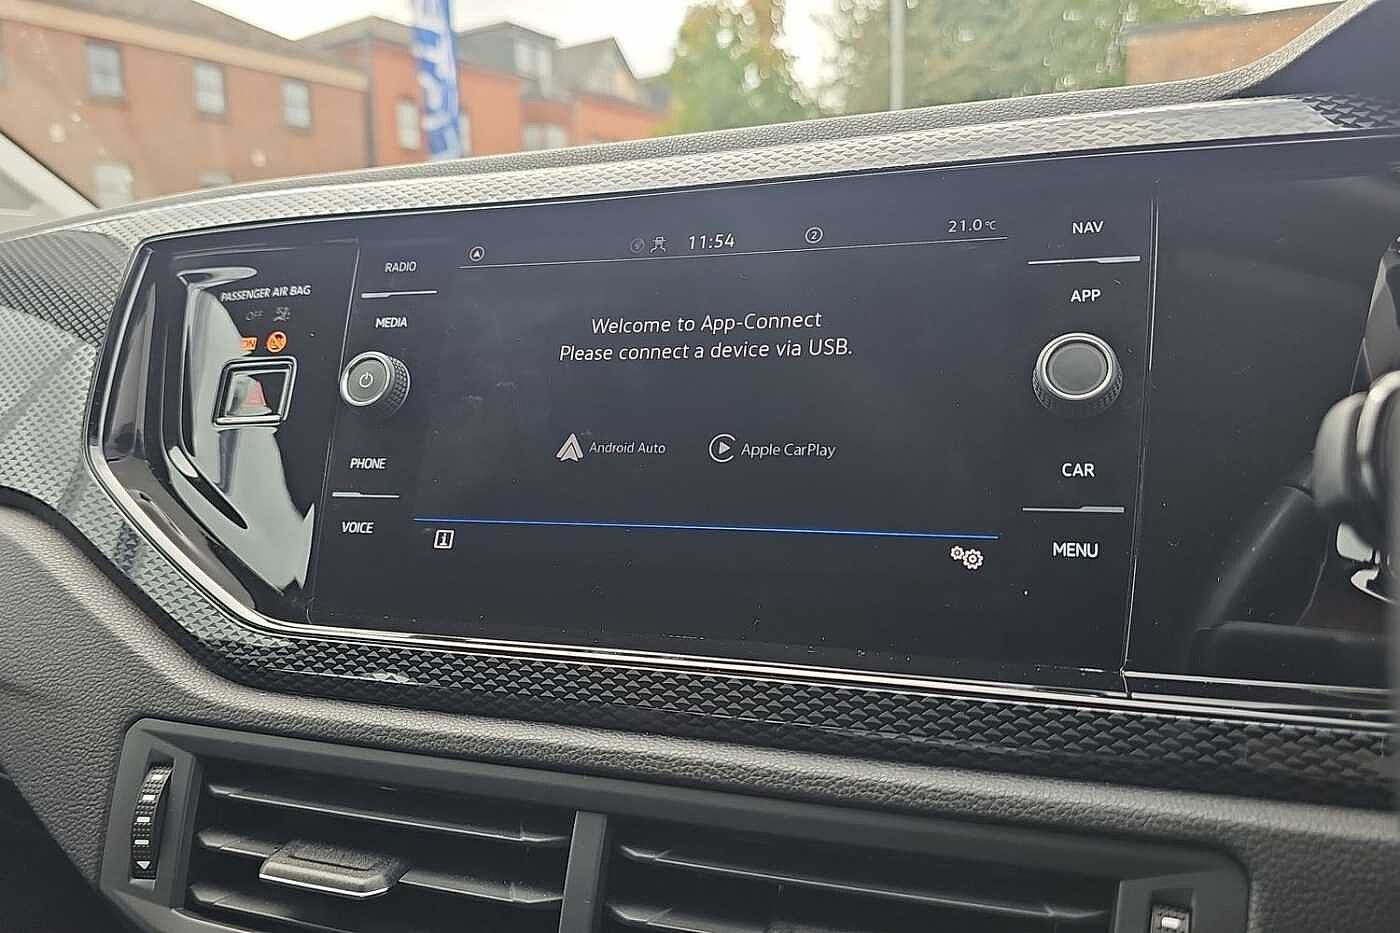 PASSENGER AIR BAG
OFF
ON
RADIO
MEDIA
PHONE
VOICE
11:54
2
21.0°C
Welcome to App-Connect
Please connect a device via USB.
Android Auto
Apple CarPlay
i
NAV
APP
CAR
MENU